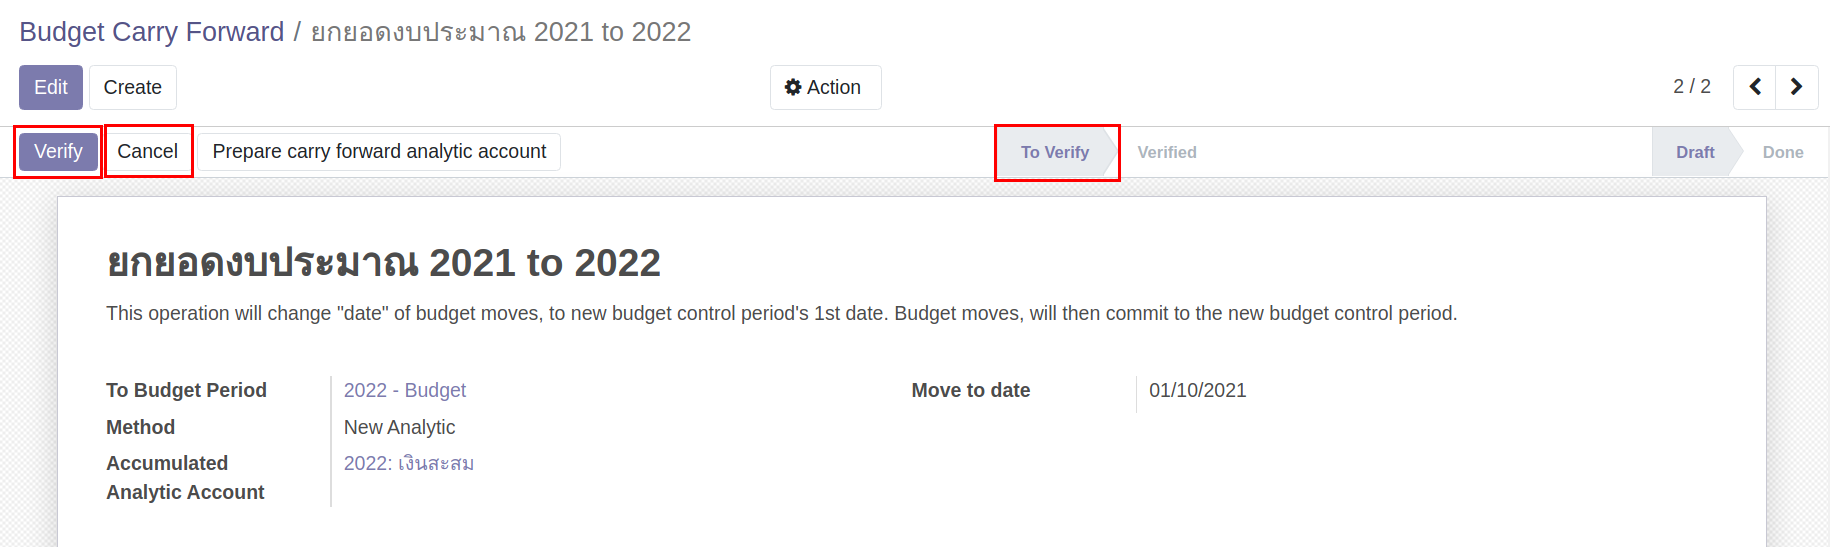 Budget Carry Forward / ยกยอดงบประมาณ 2021 to 2022
Edit Create Action 2 / 2
Verify Cancel Prepare carry forward analytic account To Verify Verified Draft Done
ยกยอดงบประมาณ 2021 to 2022
This operation will change "date" of budget moves, to new budget control period's 1st date. Budget moves, will then commit to the new budget control period.
To Budget Period 2022 - Budget Move to date 01/10/2021
Method New Analytic
Accumulated 2022: เงินสะสม
Analytic Account